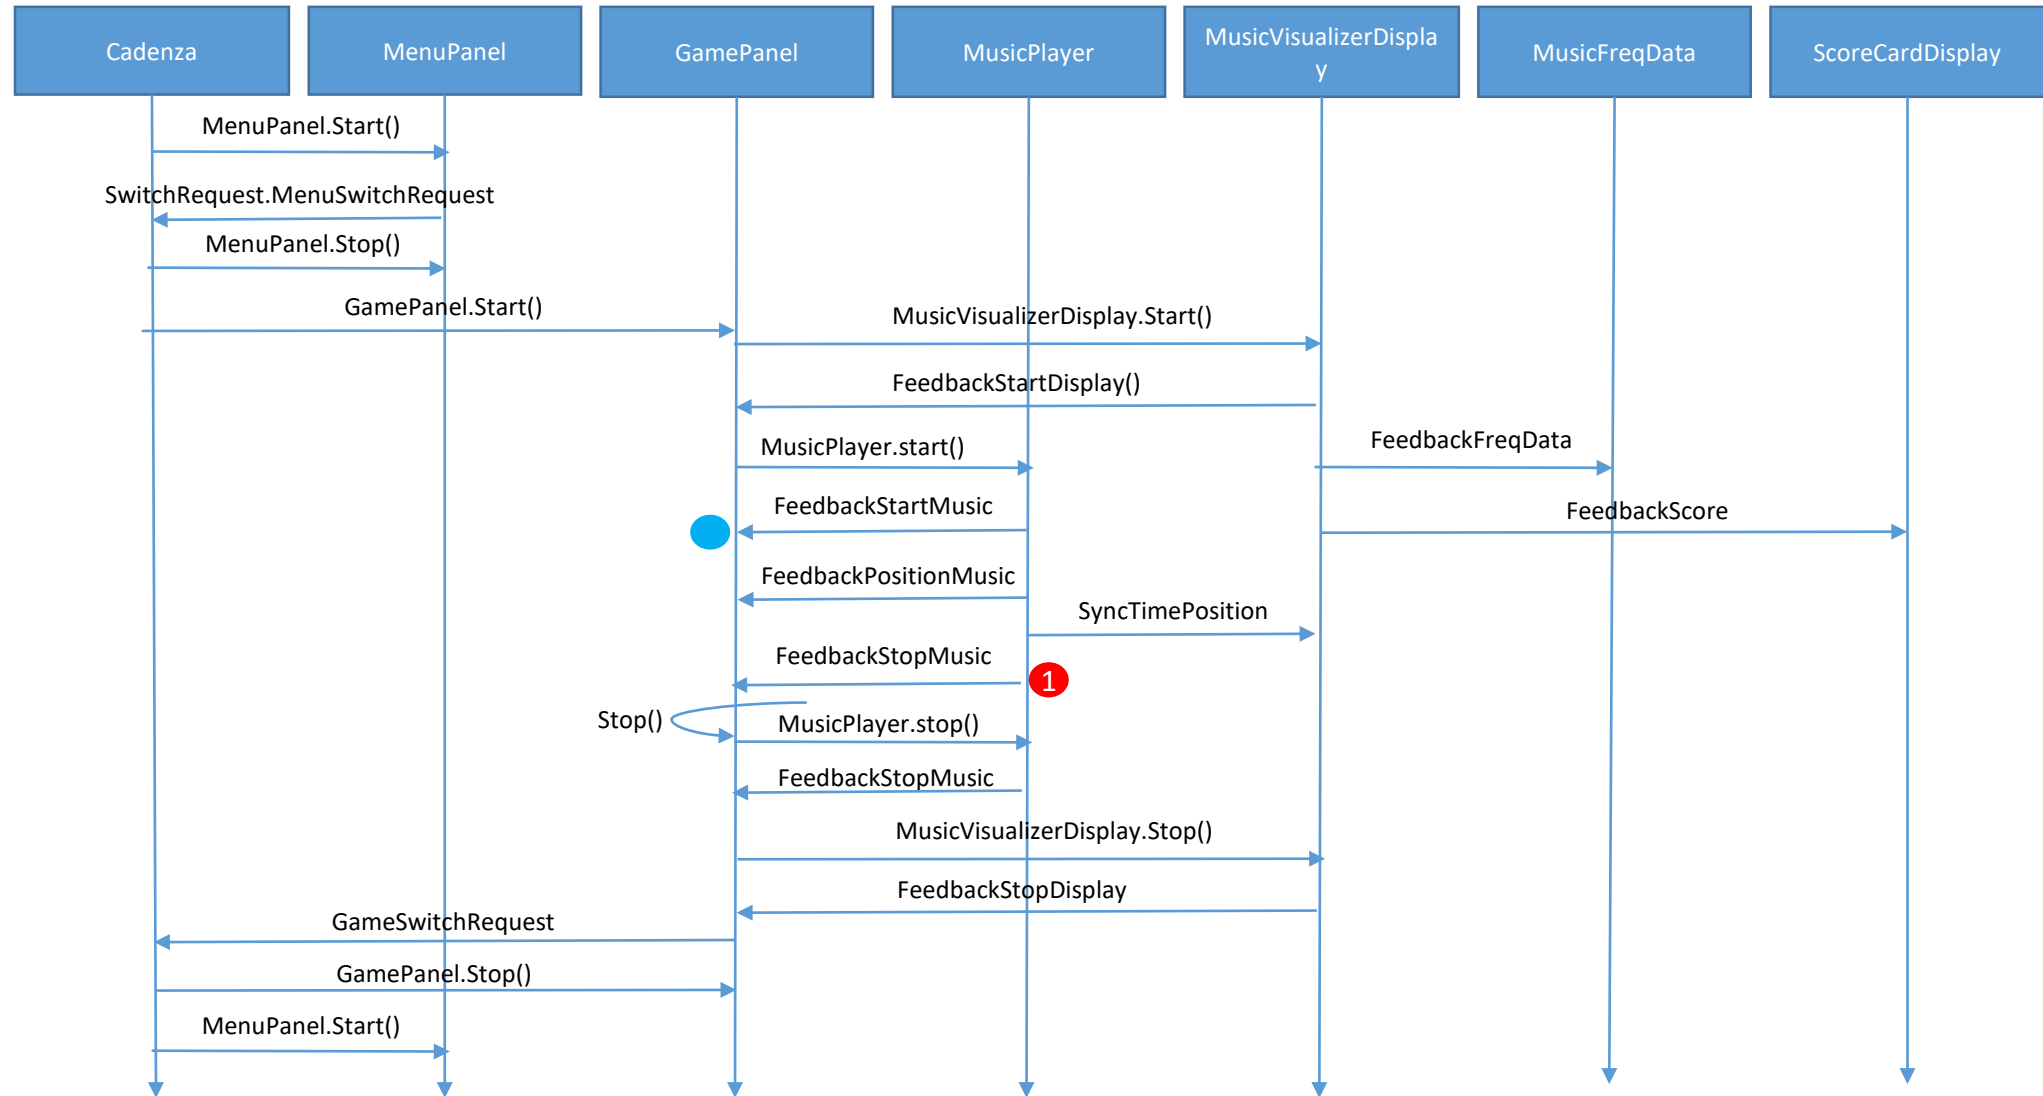 Cadenza
MenuPanel
GamePanel
MusicPlayer
MusicVisualizerDispla
y
MusicFreqData
ScoreCardDisplay
MenuPanel.Start()
SwitchRequest.MenuSwitchRequest
MenuPanel.Stop()
GamePanel.Start()
MusicVisualizerDisplay.Start()
FeedbackStartDisplay()
MusicPlayer.start()
FeedbackFreqData
FeedbackStartMusic
FeedbackScore
FeedbackPositionMusic
SyncTimePosition
FeedbackStopMusic
1
Stop()
MusicPlayer.stop()
FeedbackStopMusic
MusicVisualizerDisplay.Stop()
FeedbackStopDisplay
GameSwitchRequest
GamePanel.Stop()
MenuPanel.Start()